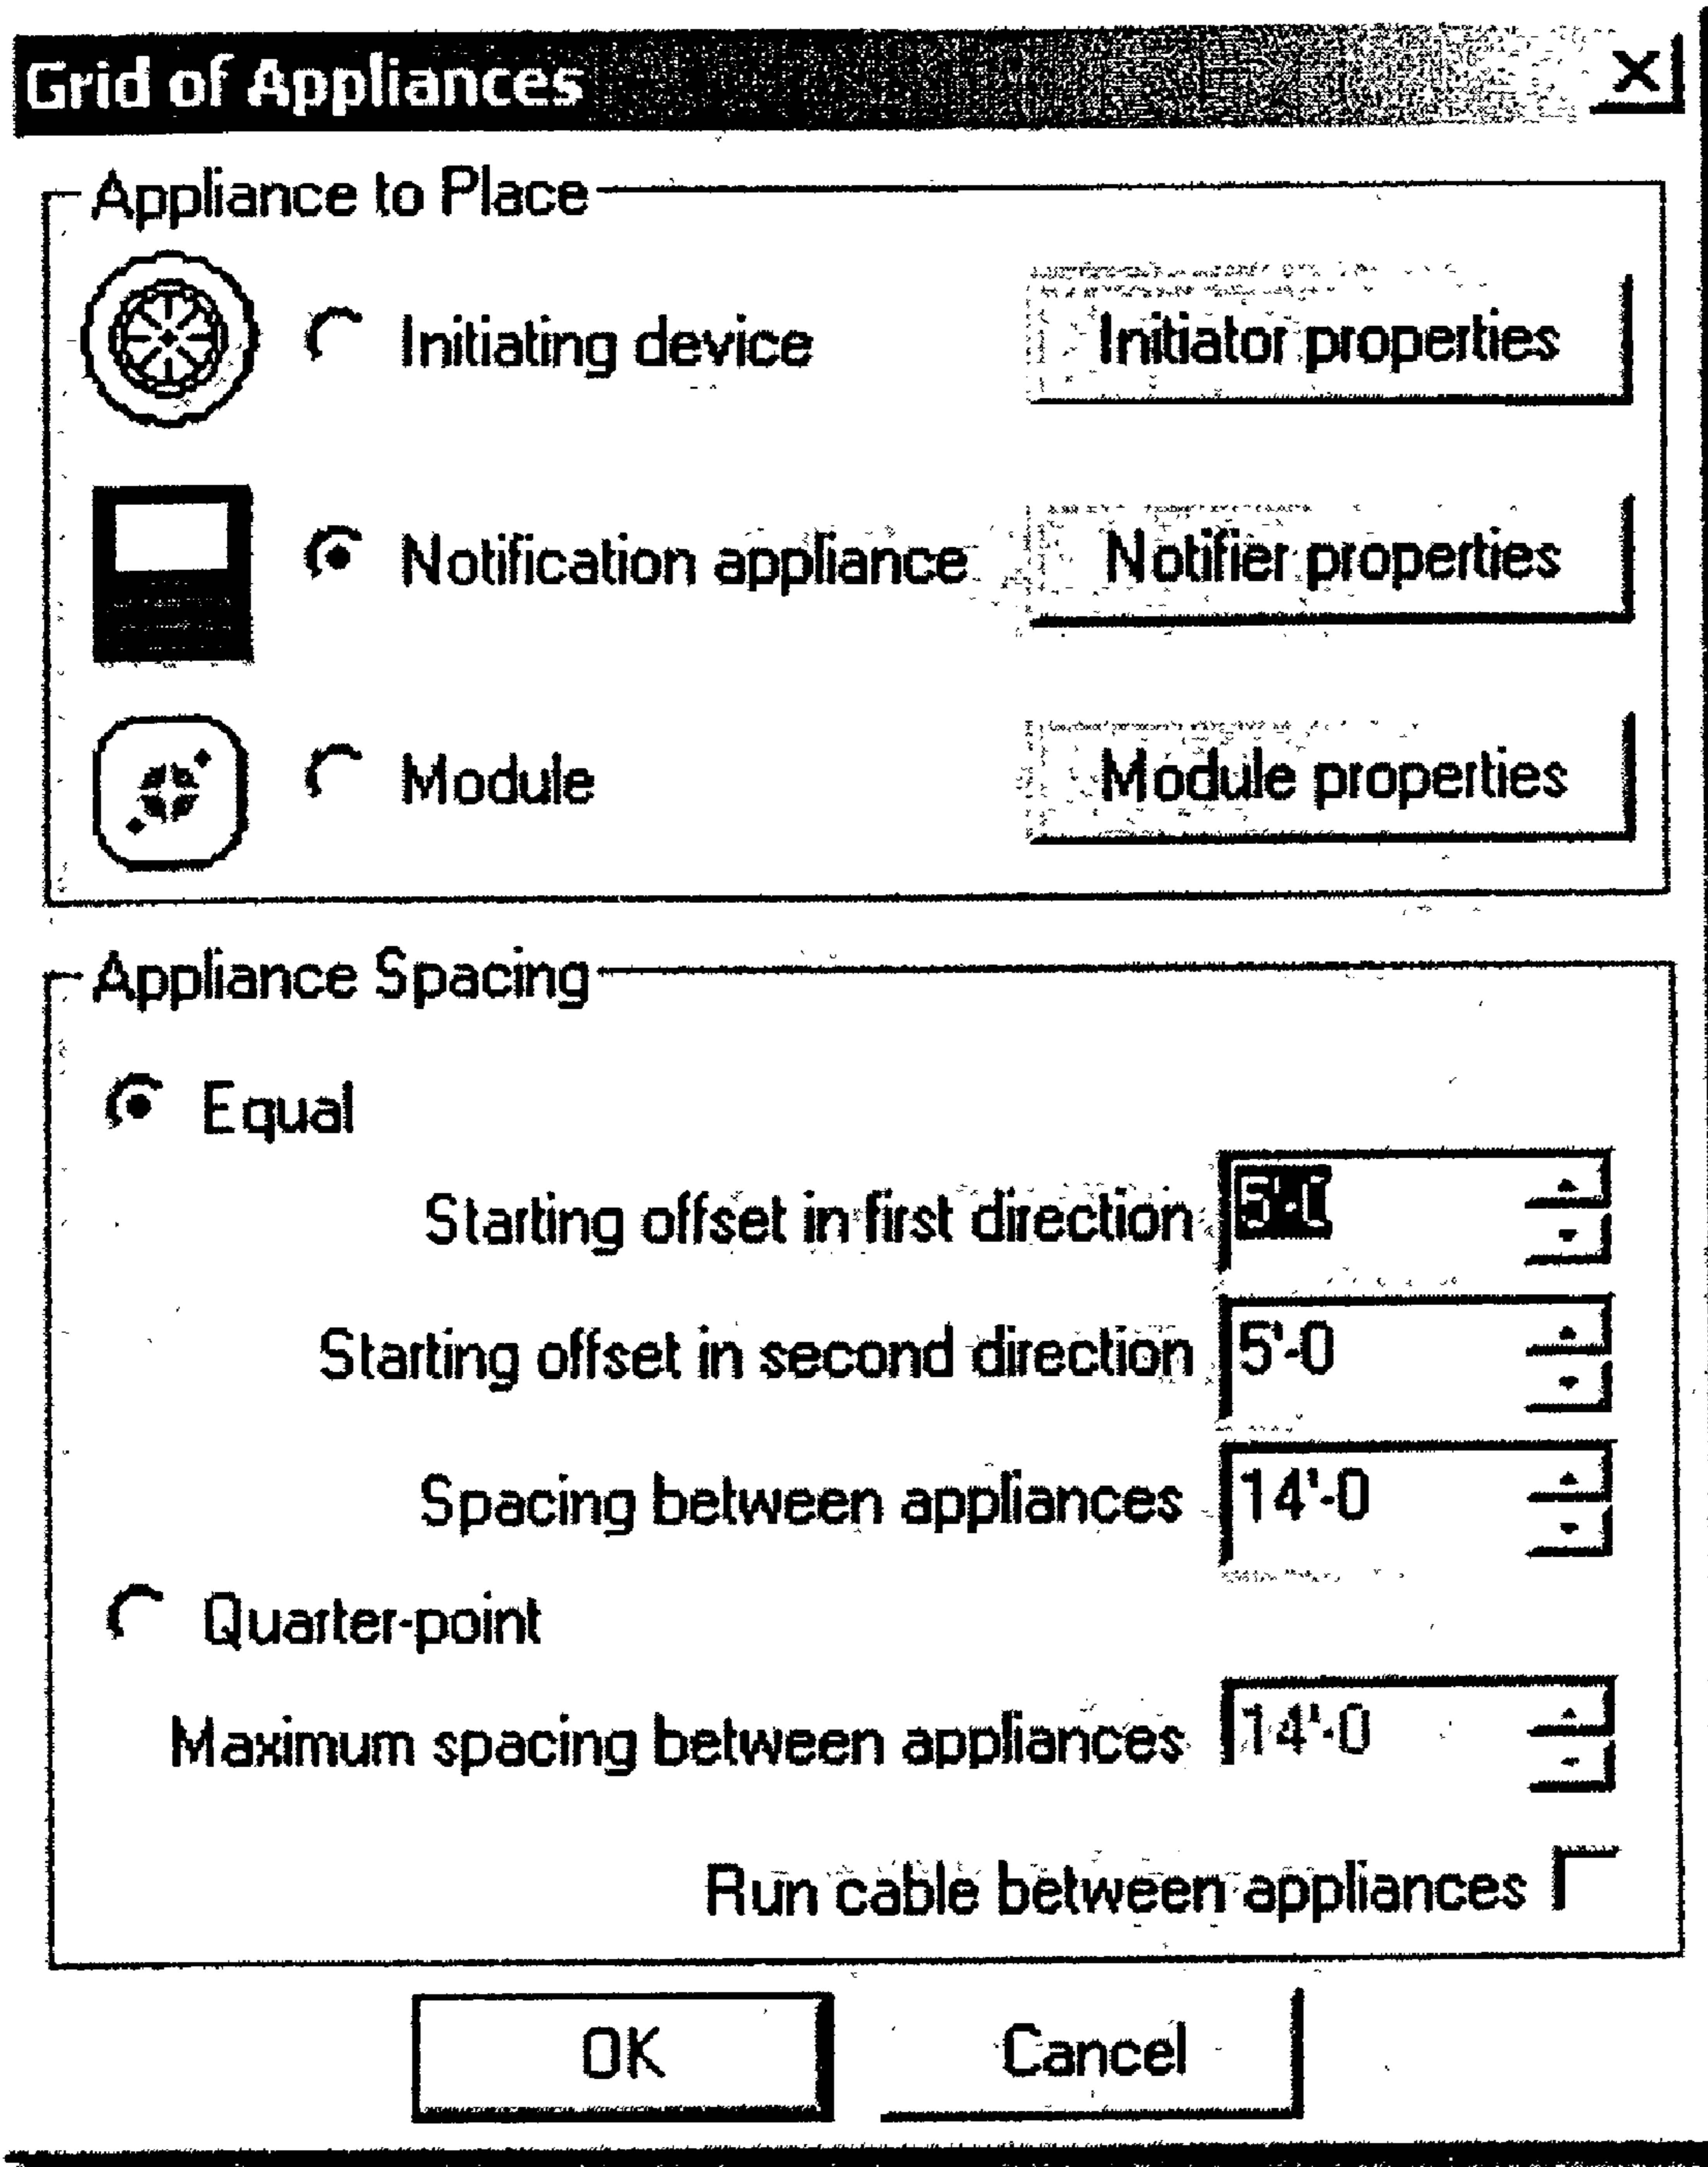 Grid of Appliances
Appliance to Place
Initiating device
Initiator properties
Notification appliance
Notifier properties
Module
Module properties
Appliance Spacing
Equal
Starting offset in first direction 5'-0
Starting offset in second direction 5'-0
Spacing between appliances 14'-0
Quarter-point
Maximum spacing between appliances 14'-0
Run cable between appliances
OK
Cancel